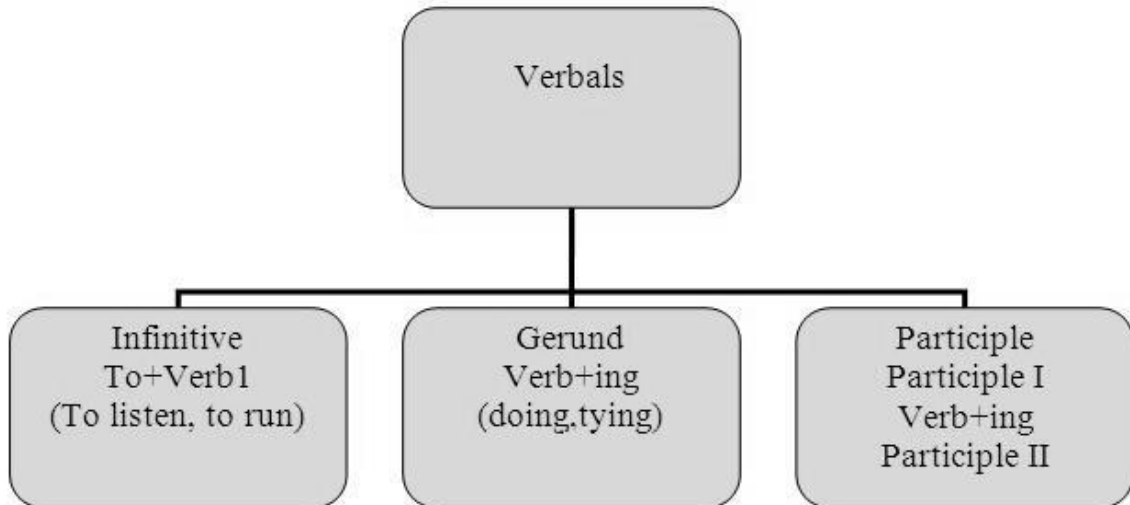 Verbals
Infinitive
To+Verb1
(To listen, to run)
Gerund
Verb+ing
(doing,tying)
Participle
Participle I
Verb+ing
Participle II